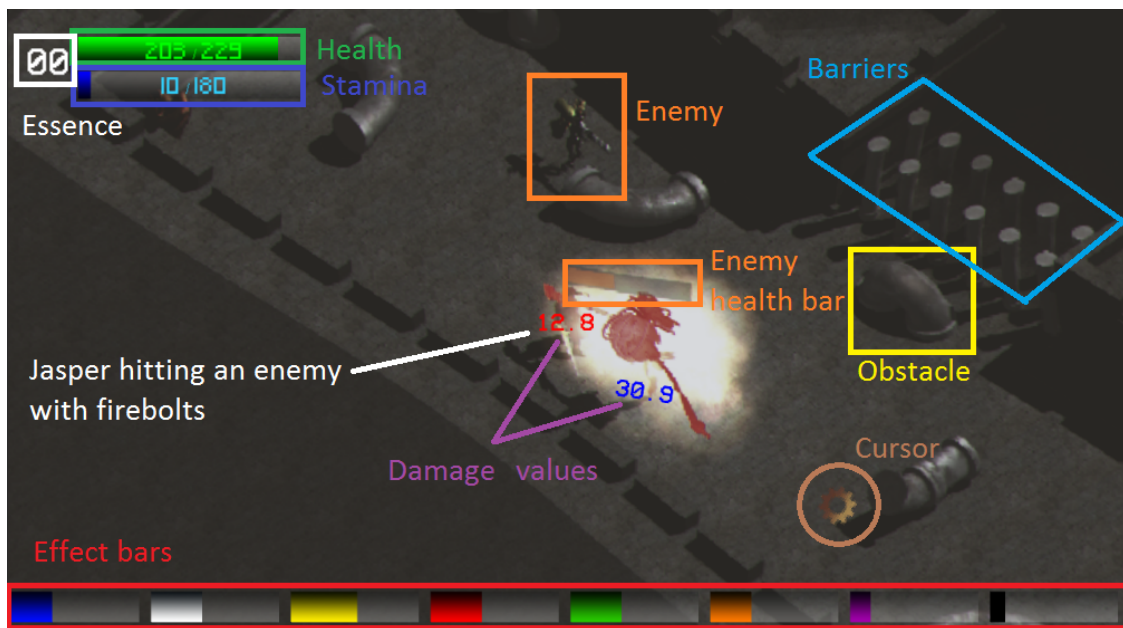 00
203/229
Health
10/180
Stamina
Essence
Enemy
Barriers
Enemy
health bar
12.8
Jasper hitting an enemy
with firebolts
30.9
Obstacle
Damage values
Cursor
Effect bars